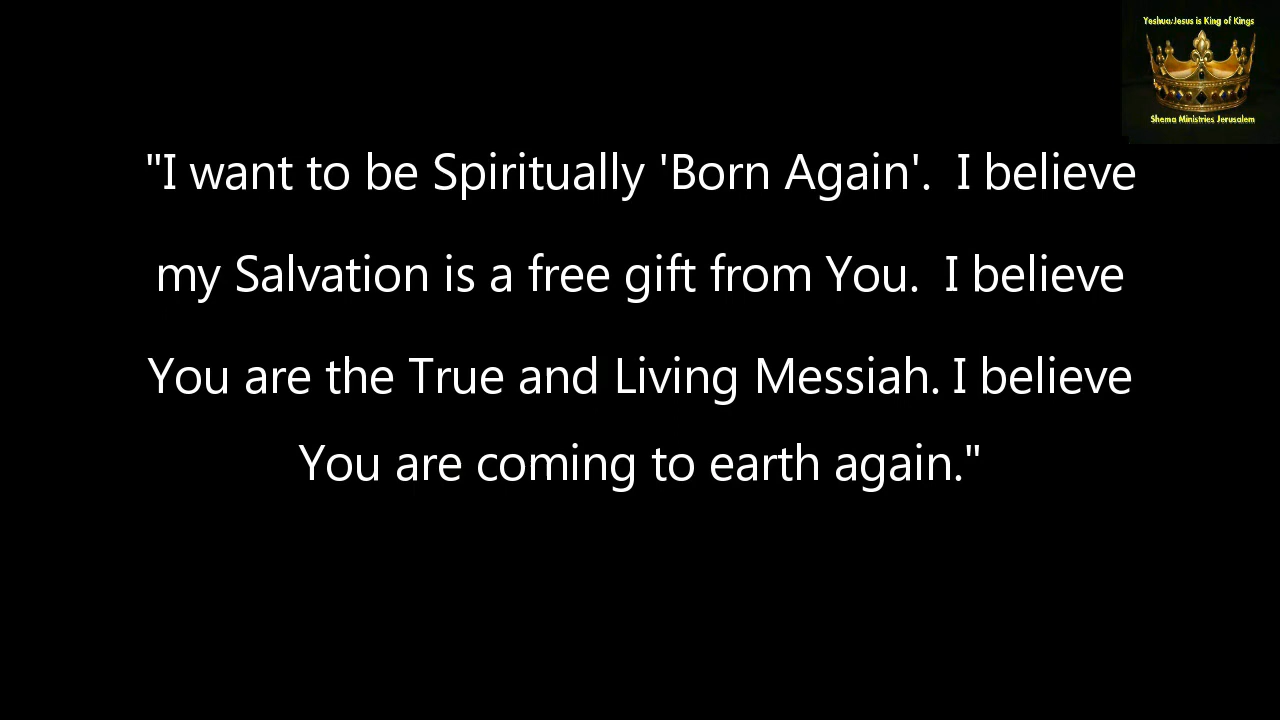 Yeshua/Jesus is King of Kings
Shema Ministries Jerusalem
"I want to be Spiritually 'Born Again'.  I believe
my Salvation is a free gift from You.  I believe
You are the True and Living Messiah. I believe
You are coming to earth again."